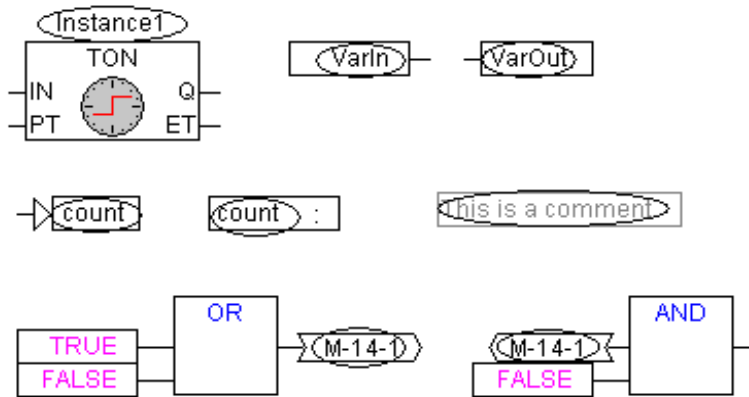 Instance1
TON
IN Q
PT ET
VarIn
VarOut
count
count :
This is a comment
OR
TRUE
FALSE
M-14-1
M-14-1
FALSE
AND